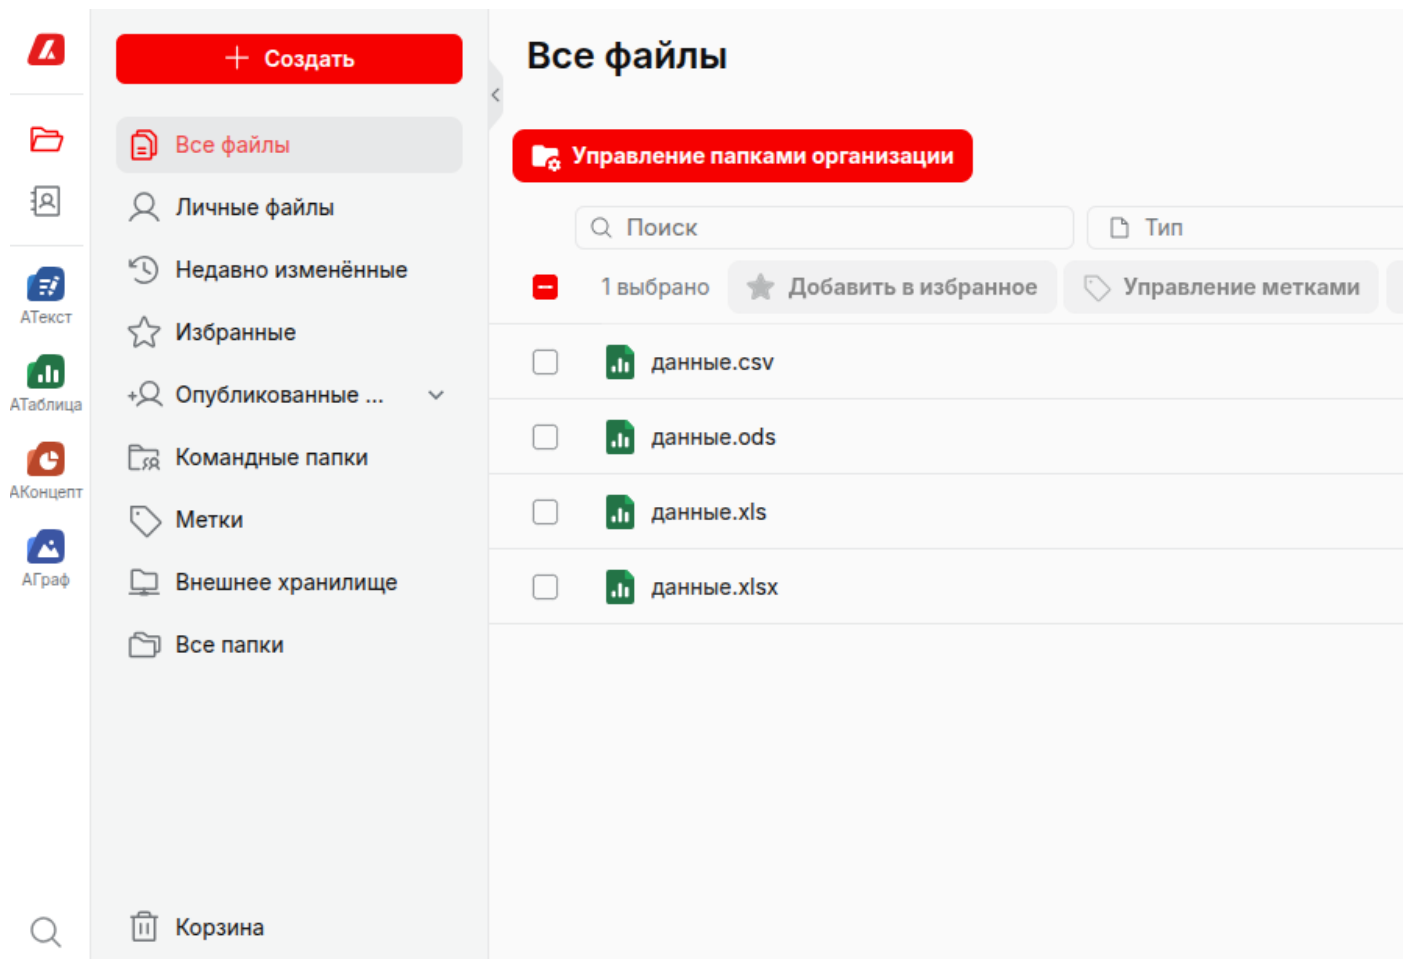 Создать
Все файлы
Личные файлы
Недавно изменённые
Избранные
Опубликованные ...
Командные папки
Метки
Внешнее хранилище
Все папки
Корзина
АТекст
АТаблица
АКонцепт
АГраф
Все файлы
Управление папками организации
Поиск
Тип
1 выбрано
Добавить в избранное
Управление метками
данные.csv
данные.ods
данные.xls
данные.xlsx